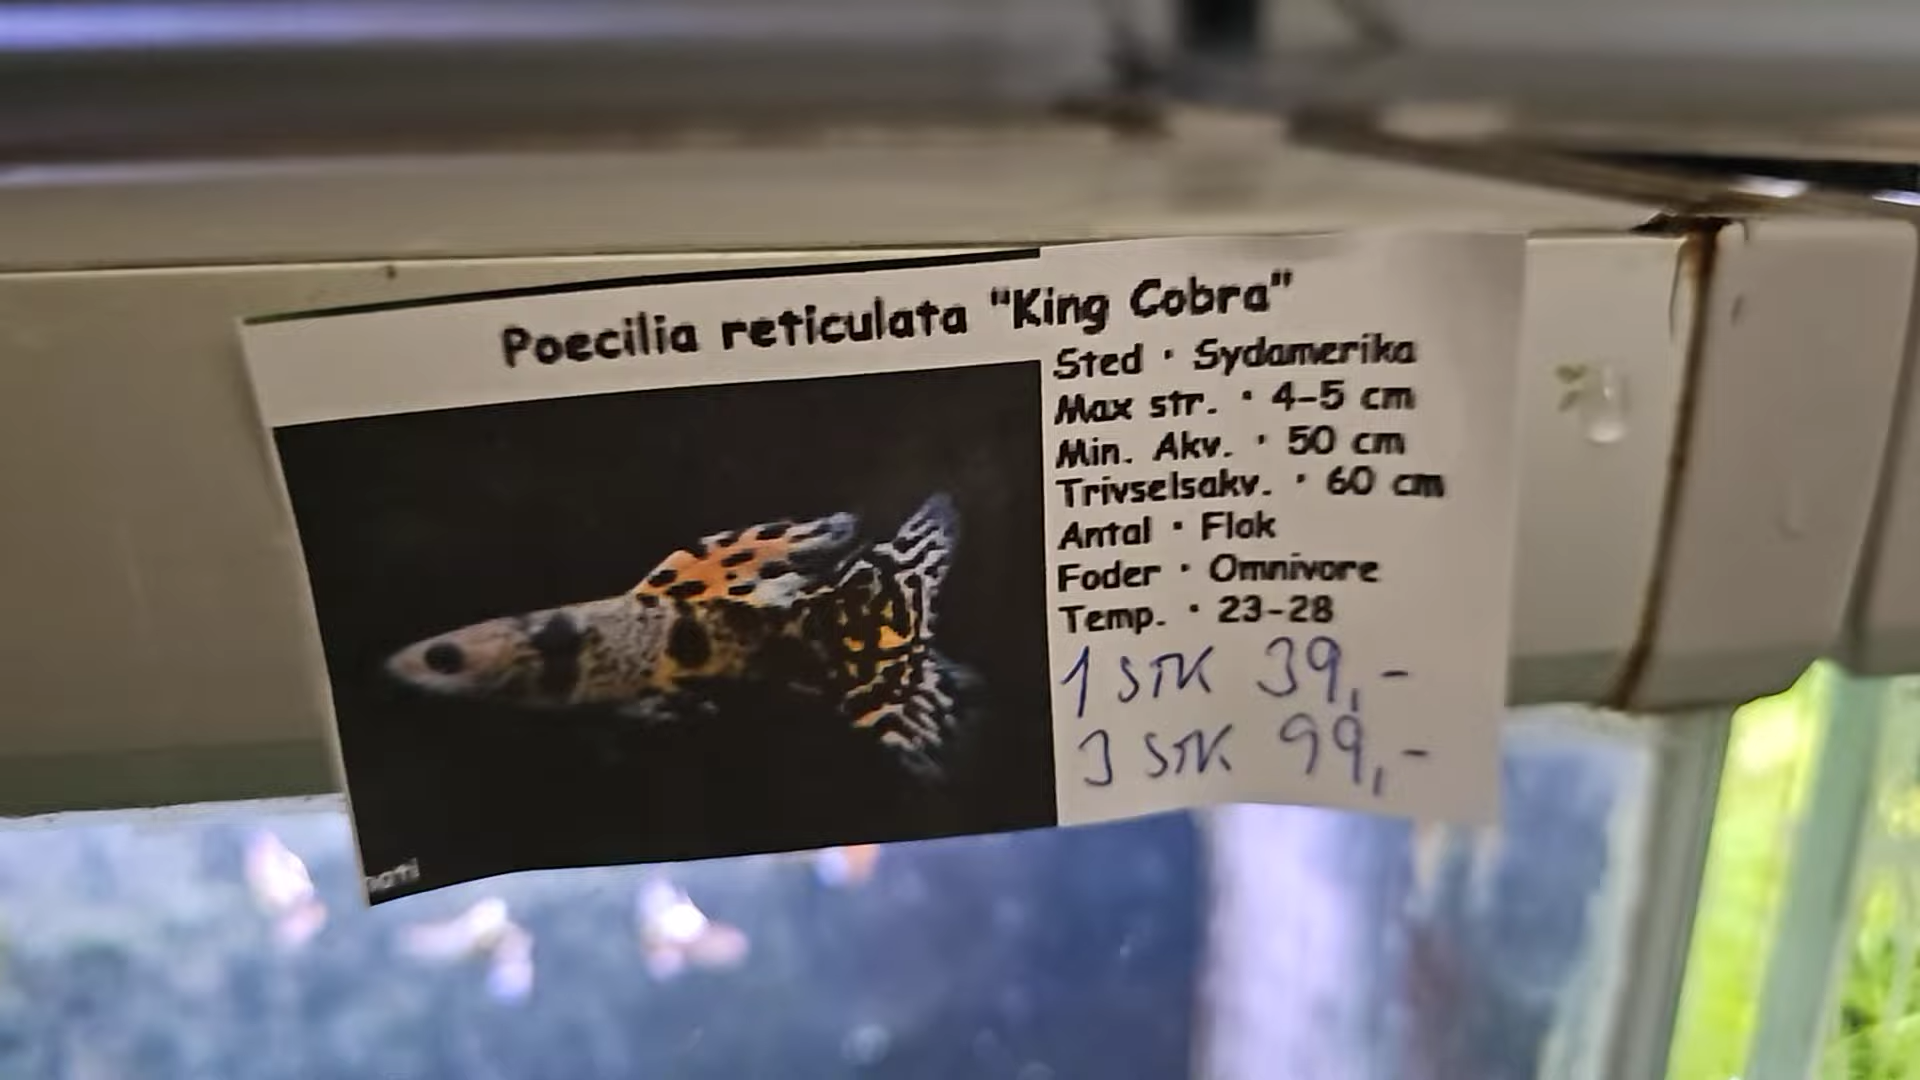 Poecilia reticulata "King Cobra"
Sted · Sydamerika
Max str. · 4-5 cm
Min. Akv. · 50 cm
Trivselsakv. · 60 cm
Antal · Flok
Foder · Omnivore
Temp. · 23-28
1 STK 39,-
3 STK 99,-